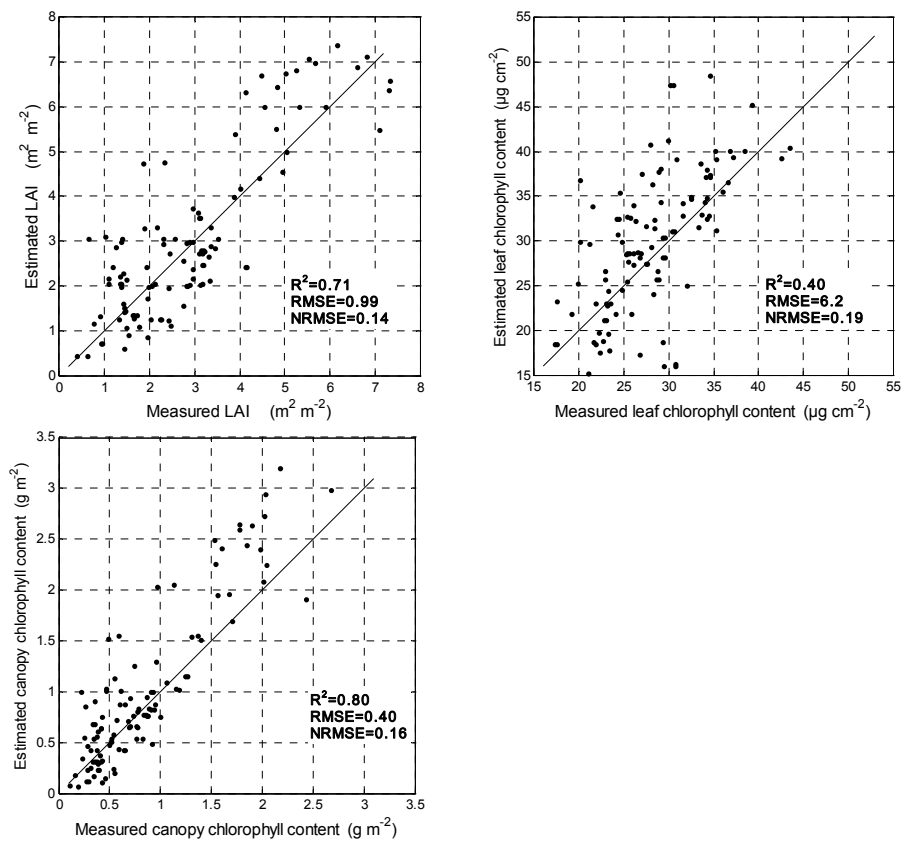 8
7
6
5
4
3
2
1
0
0 1 2 3 4 5 6 7 8
Estimated LAI (m² m⁻²)
Measured LAI (m² m⁻²)
R²=0.71
RMSE=0.99
NRMSE=0.14
55
50
45
40
35
30
25
20
15
15 20 25 30 35 40 45 50 55
Estimated leaf chlorophyll content (µg cm⁻²)
Measured leaf chlorophyll content (µg cm⁻²)
R²=0.40
RMSE=6.2
NRMSE=0.19
3.5
3
2.5
2
1.5
1
0.5
0
0 0.5 1 1.5 2 2.5 3 3.5
Estimated canopy chlorophyll content (g m⁻²)
Measured canopy chlorophyll content (g m⁻²)
R²=0.80
RMSE=0.40
NRMSE=0.16